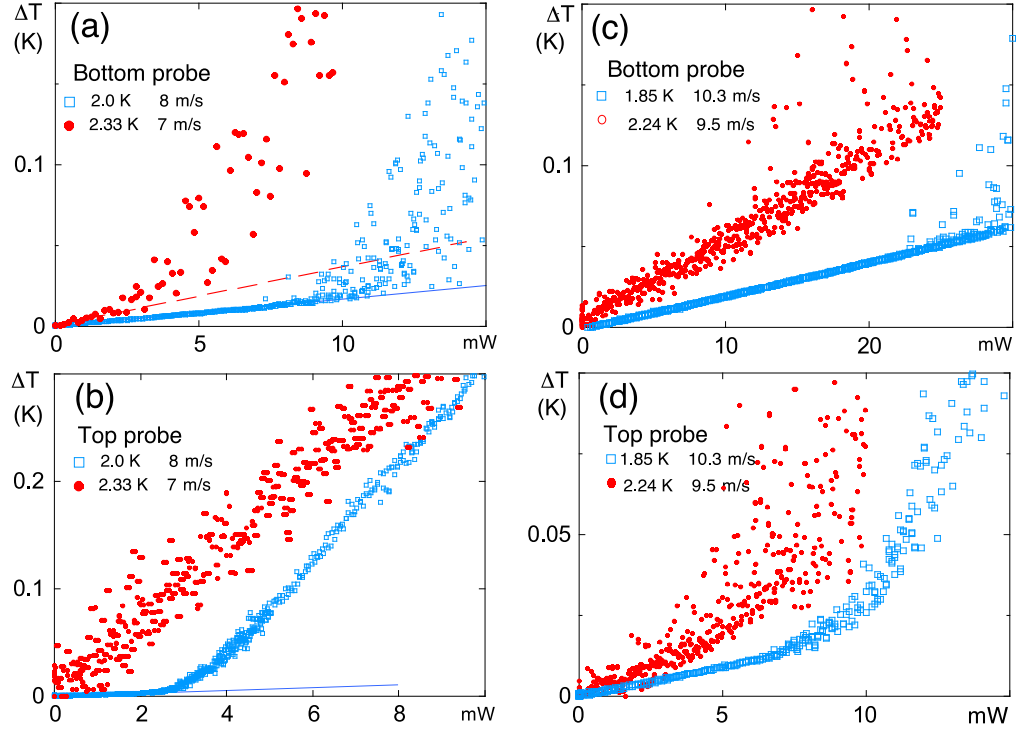 ΔT
(K)
(a)
Bottom probe
2.0 K 8 m/s
2.33 K 7 m/s
0.1
0
0 5 10 mW
ΔT
(K)
(c)
Bottom probe
1.85 K 10.3 m/s
2.24 K 9.5 m/s
0.1
0
0 10 20 mW
ΔT
(K)
(b)
Top probe
2.0 K 8 m/s
2.33 K 7 m/s
0.2
0.1
0
0 2 4 6 8 mW
ΔT
(K)
(d)
Top probe
1.85 K 10.3 m/s
2.24 K 9.5 m/s
0.05
0
0 5 10 mW